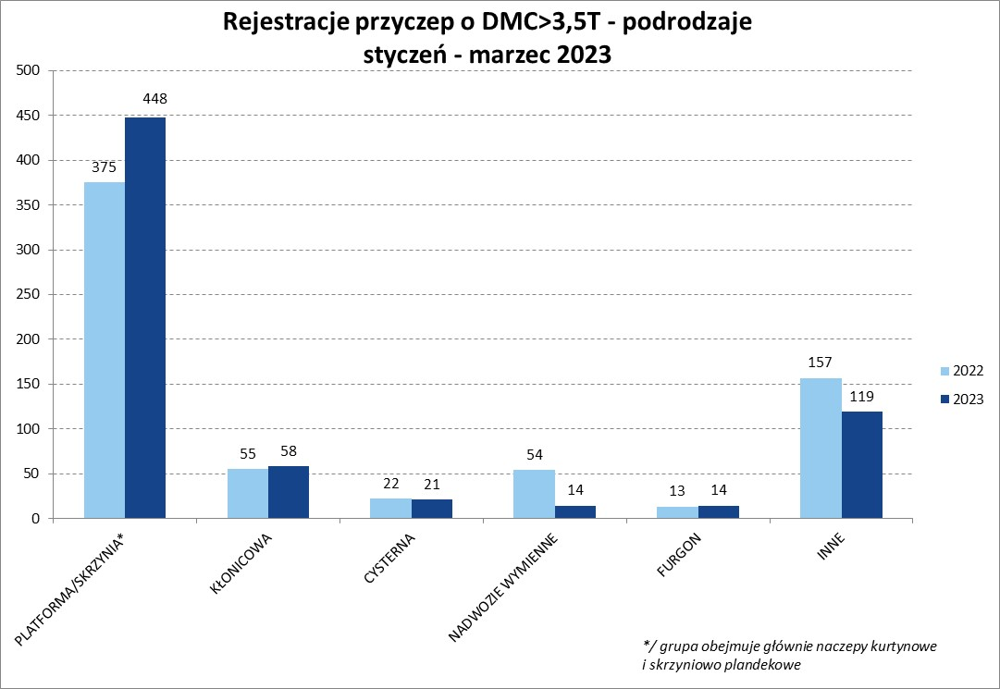 Rejestracje przyczep o DMC>3,5T - podrodzaje
styczeń - marzec 2023
500
450
400
350
300
250
200
150
100
50
0
375
448
55
58
22
21
54
14
13
14
157
119
PLATFORMA/SKRZYNIA*
KŁONICOWA
CYSTERNA
NADWOZIE WYMIENNE
FURGON
INNE
2022
2023
*/ grupa obejmuje głównie naczepy kurtynowe
i skrzyniowo plandekowe